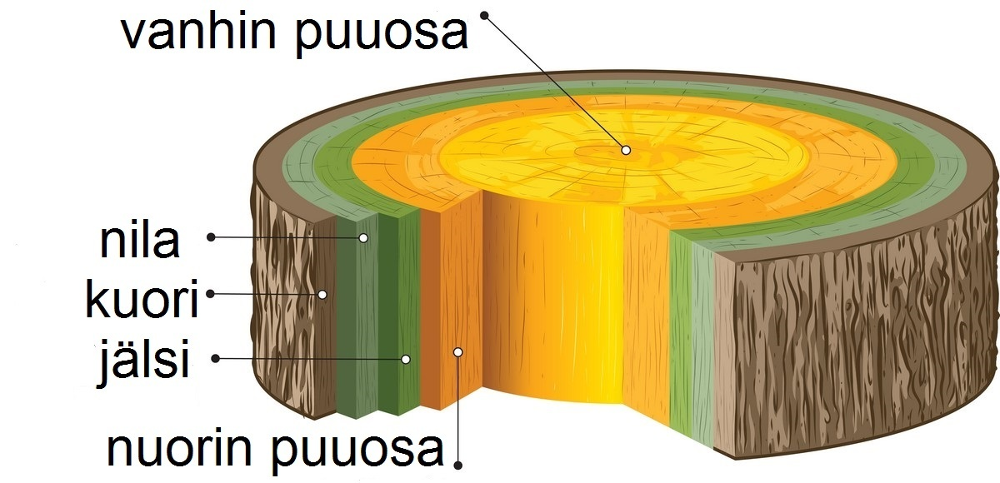 vanhin puuosa
nila
kuori
jälsi
nuorin puuosa